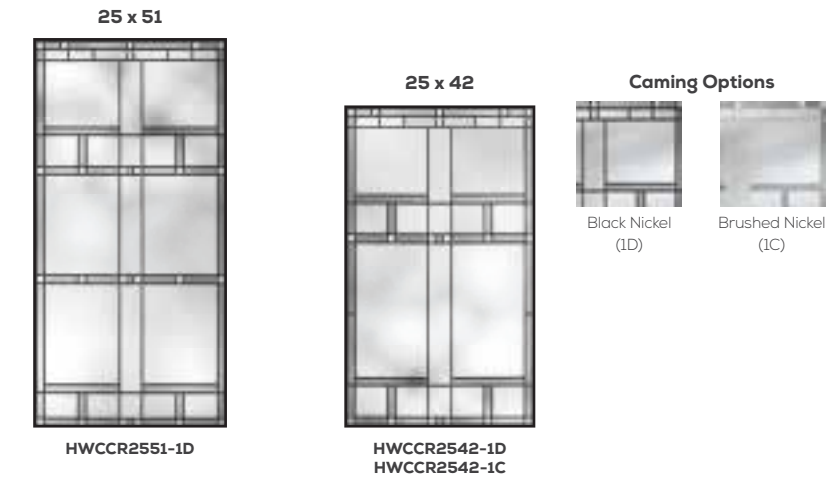 25 x 51
HWCCR2551-1D
25 x 42
HWCCR2542-1D
HWCCR2542-1C
Caming Options
Black Nickel
(1D)
Brushed Nickel
(1C)